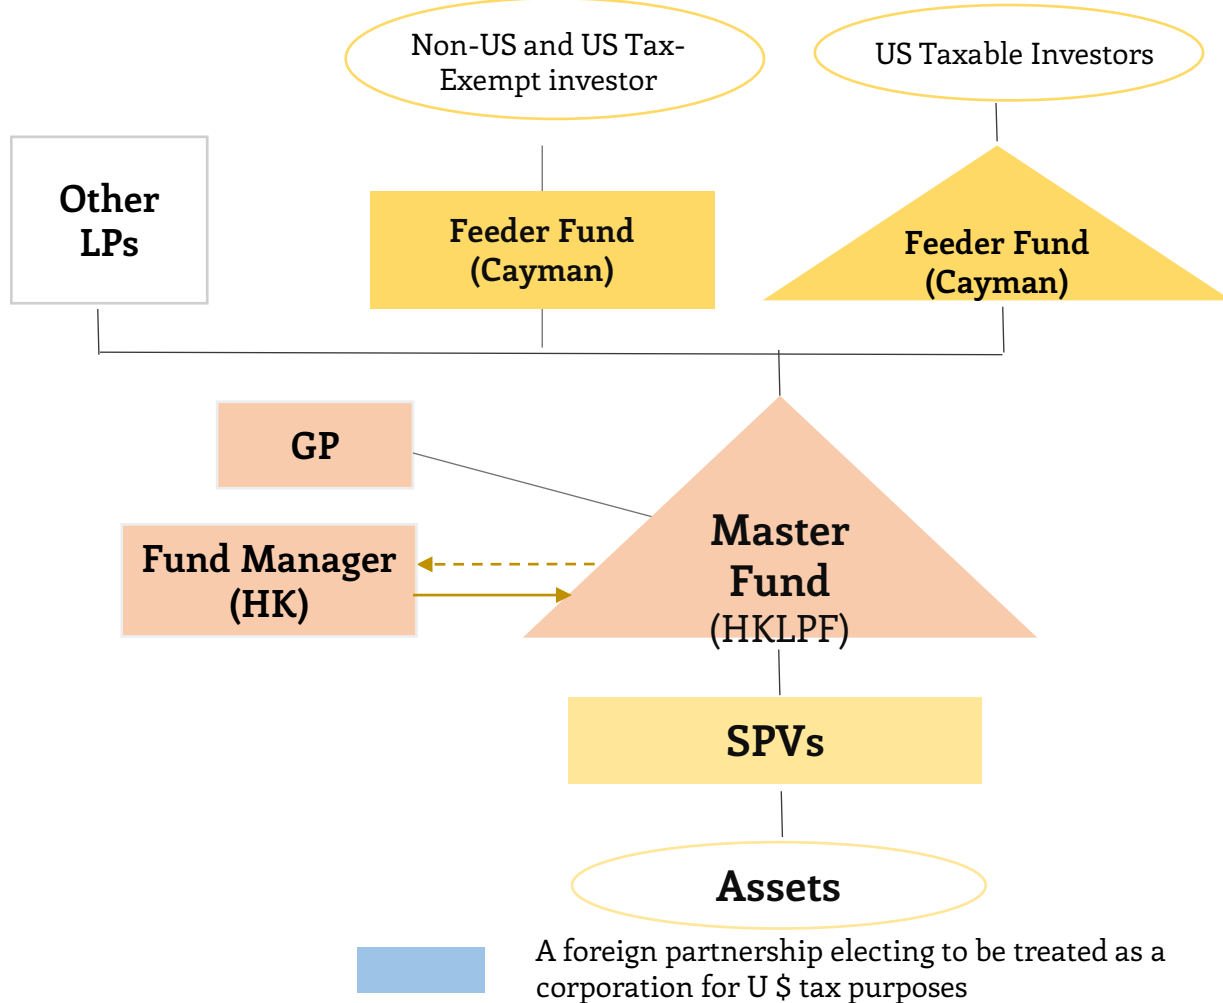 Non-US and US Tax-
Exempt investor
US Taxable Investors
Other
LPs
Feeder Fund
(Cayman)
Feeder Fund
(Cayman)
GP
Fund Manager
(HK)
Master
Fund
(HKLPF)
SPVs
Assets
A foreign partnership electing to be treated as a
corporation for U $ tax purposes